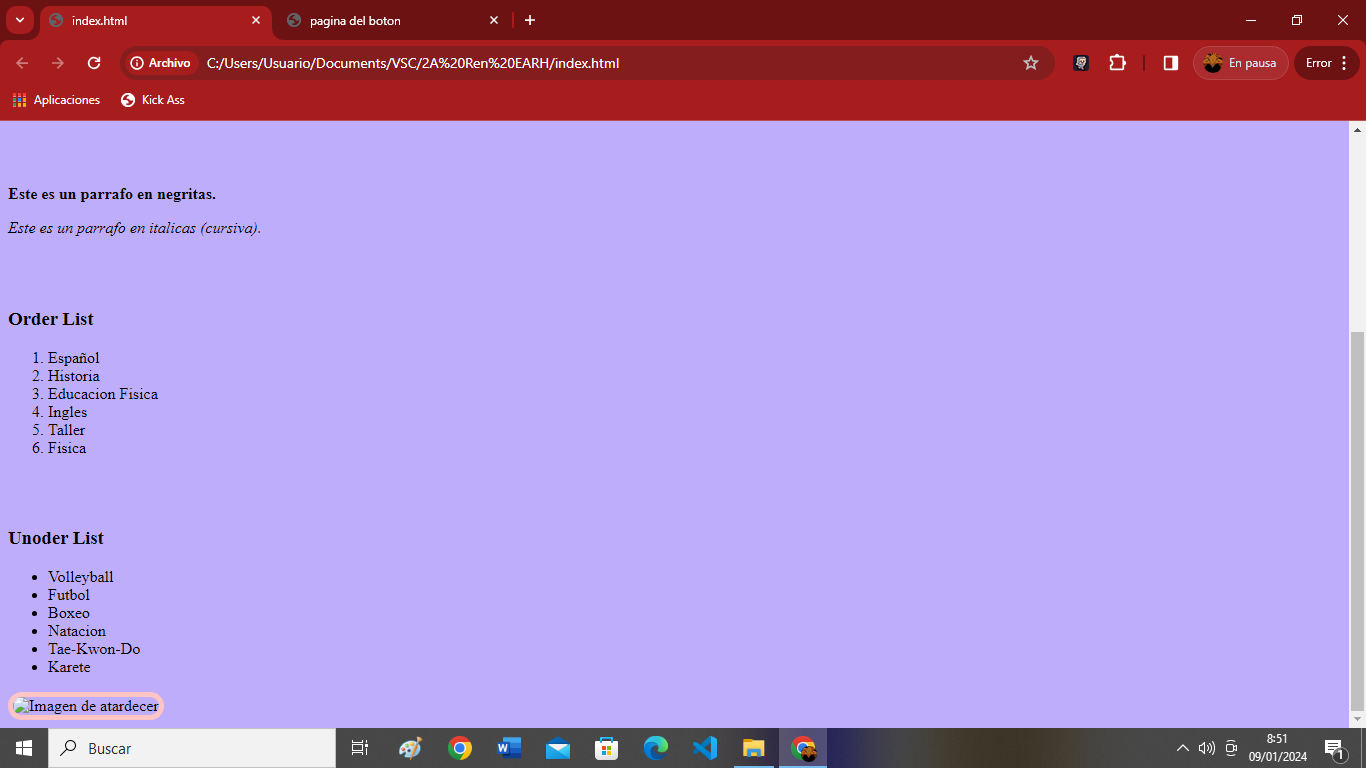 index.html
pagina del boton
Archivo
C:/Users/Usuario/Documents/VSC/2A%20Ren%20EARH/index.html
En pausa
Error
Aplicaciones
Kick Ass
Este es un parrafo en negritas.
Este es un parrafo en italicas (cursiva).
Order List
1. Español
2. Historia
3. Educacion Fisica
4. Ingles
5. Taller
6. Fisica
Unoder List
• Volleyball
• Futbol
• Boxeo
• Natacion
• Tae-Kwon-Do
• Karete
Imagen de atardecer
Buscar
8:51
09/01/2024
1